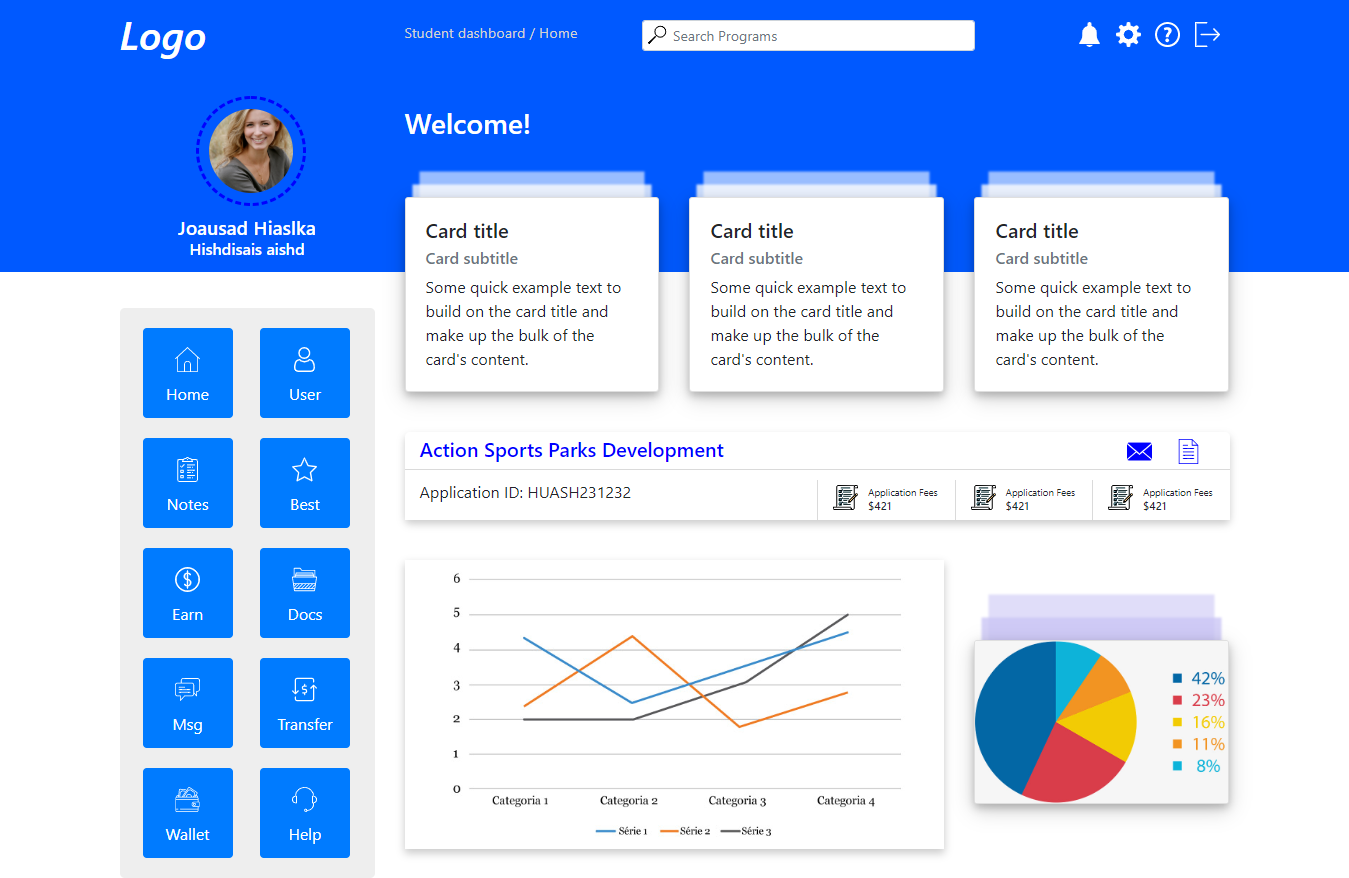 Logo
Student dashboard / Home
Search Programs
Joausad Hiaslka
Hishdisais aishd
Welcome!
Card title
Card subtitle
Some quick example text to
build on the card title and
make up the bulk of the
card's content.
Card title
Card subtitle
Some quick example text to
build on the card title and
make up the bulk of the
card's content.
Card title
Card subtitle
Some quick example text to
build on the card title and
make up the bulk of the
card's content.
Home
User
Notes
Best
Earn
Docs
Msg
Transfer
Wallet
Help
Action Sports Parks Development
Application ID: HUASH231232
Application Fees
$421
Application Fees
$421
Application Fees
$421
6
5
4
3
2
1
0
Categoria 1
Categoria 2
Categoria 3
Categoria 4
Série 1
Série 2
Série 3
42%
23%
16%
11%
8%